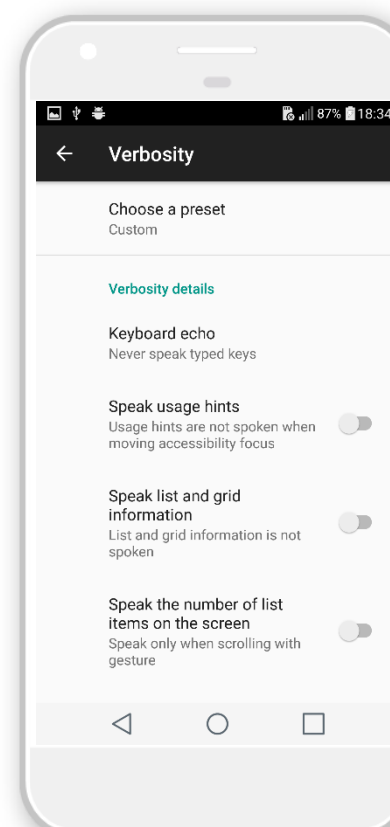 87% 18:34
Verbosity
Choose a preset
Custom
Verbosity details
Keyboard echo
Never speak typed keys
Speak usage hints
Usage hints are not spoken when
moving accessibility focus
Speak list and grid
information
List and grid information is not
spoken
Speak the number of list
items on the screen
Speak only when scrolling with
gesture